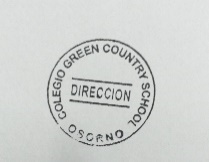 COLEGIO GREEN COUNTRY SCHOOL
DIRECCION
OSORNO